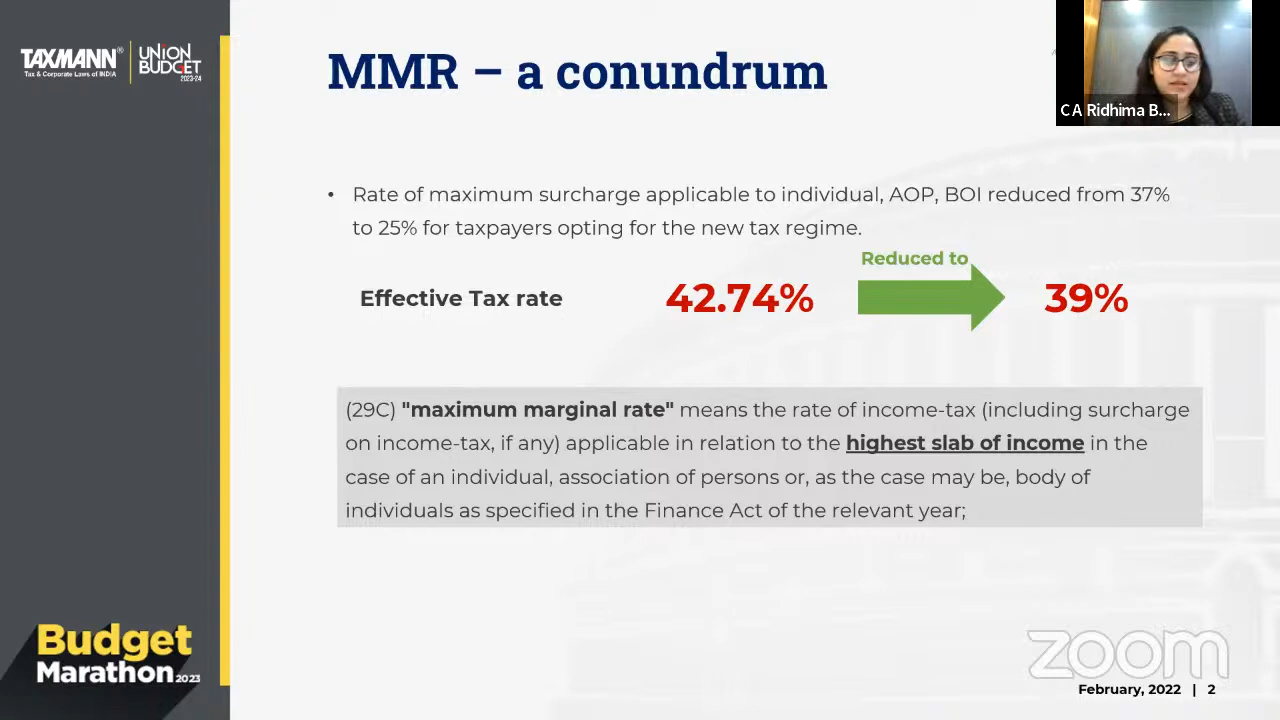 TAXMANN®
Tax & Corporate Laws of INDIA
UNION
BUDGET
2023-24
MMR – a conundrum
C A Ridhima B...
• Rate of maximum surcharge applicable to individual, AOP, BOI reduced from 37%
to 25% for taxpayers opting for the new tax regime.
Reduced to
Effective Tax rate 42.74% 39%
(29C) "maximum marginal rate" means the rate of income-tax (including surcharge
on income-tax, if any) applicable in relation to the highest slab of income in the
case of an individual, association of persons or, as the case may be, body of
individuals as specified in the Finance Act of the relevant year;
Budget
Marathon 2023
zoom
February, 2022 | 2